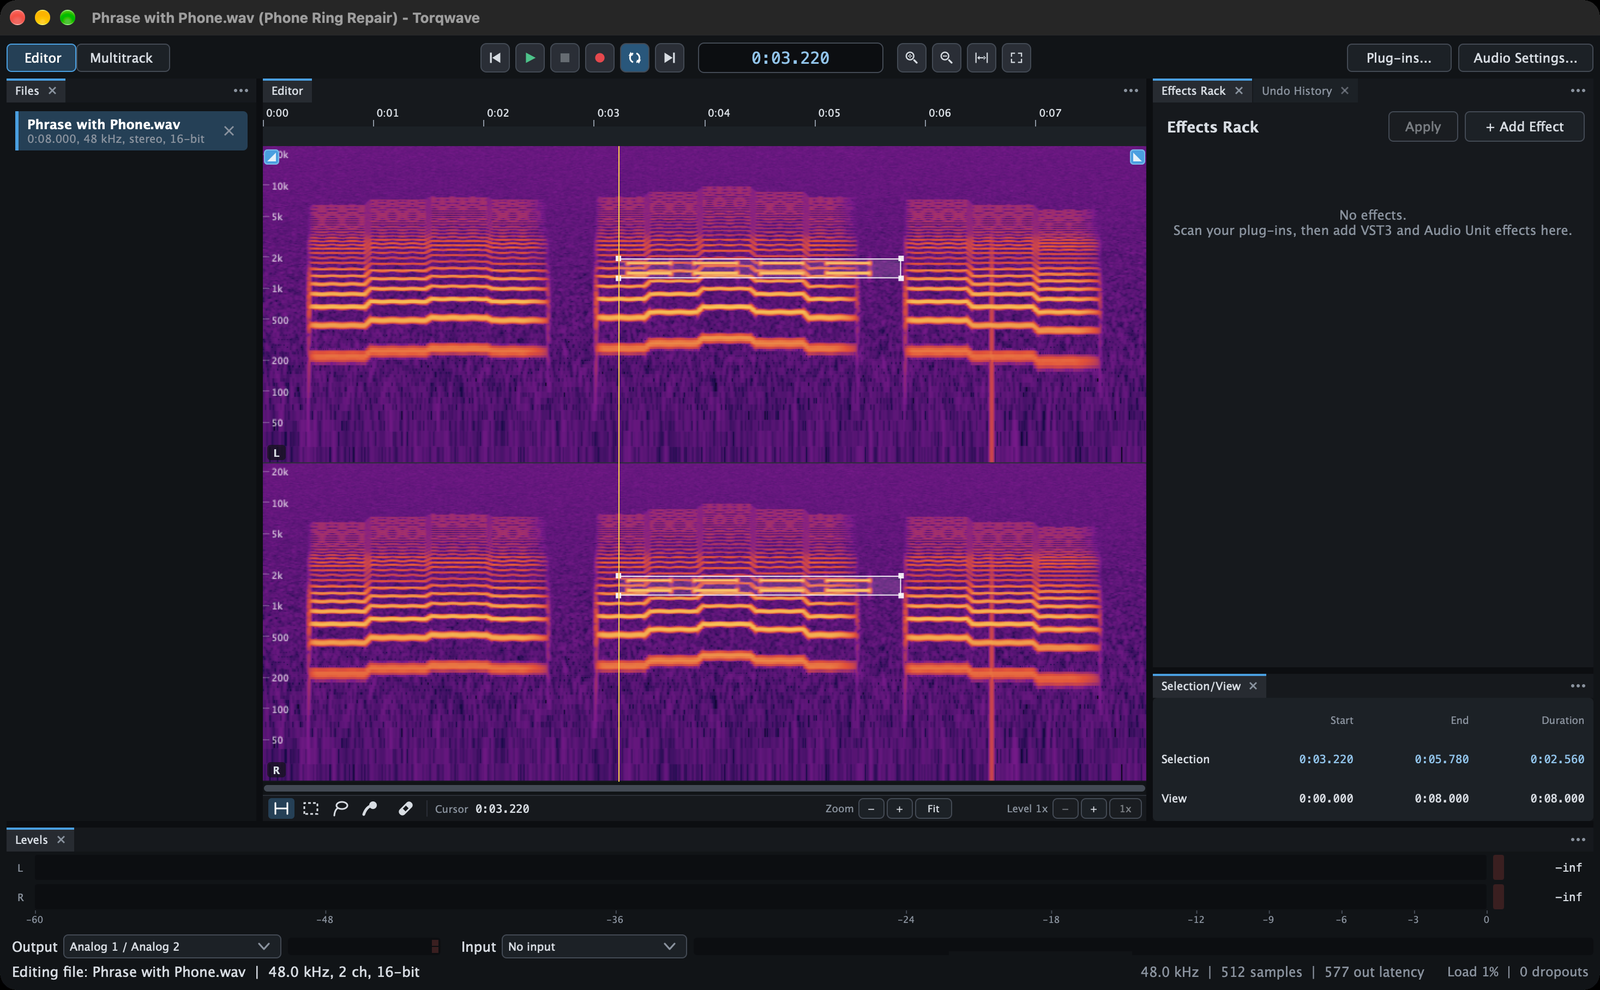 Phrase with Phone.wav (Phone Ring Repair) - Torqwave
Editor
Multitrack
0:03.220
Plug-ins...
Audio Settings...
Files
Phrase with Phone.wav
0:08.000, 48 kHz, stereo, 16-bit
Editor
0:00
0:01
0:02
0:03
0:04
0:05
0:06
0:07
10k
5k
2k
1k
500
200
100
50
L
20k
10k
5k
2k
1k
500
200
100
50
R
Cursor 0:03.220
Zoom - + Fit
Level 1x - + 1x
Effects Rack
Undo History
Effects Rack
Apply
+ Add Effect
No effects.
Scan your plug-ins, then add VST3 and Audio Unit effects here.
Selection/View
Start End Duration
Selection 0:03.220 0:05.780 0:02.560
View 0:00.000 0:08.000 0:08.000
Levels
L -inf
R -inf
-60 -48 -36 -24 -18 -12 -9 -6 -3 0
Output Analog 1 / Analog 2
Input No input
Editing file: Phrase with Phone.wav | 48.0 kHz, 2 ch, 16-bit
48.0 kHz | 512 samples | 577 out latency Load 1% | 0 dropouts